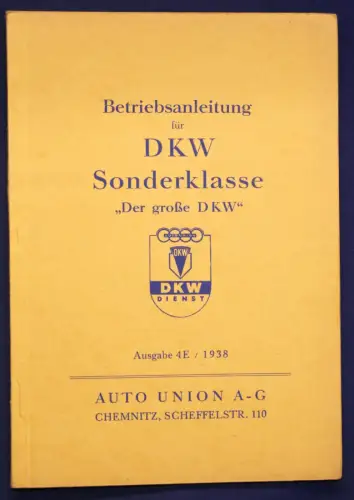 Betriebsanleitung
für
DKW
Sonderklasse
„Der große DKW“
DKW
DKW
DIENST
Ausgabe 4E / 1938
AUTO UNION A-G
CHEMNITZ, SCHEFFELSTR. 110